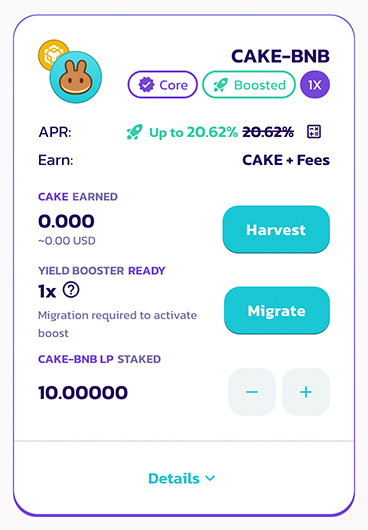 CAKE-BNB
Core Boosted 1X
APR: Up to 20.62% 20.62%
Earn: CAKE + Fees
CAKE EARNED
0.000
~0.00 USD
Harvest
YIELD BOOSTER READY
1x ?
Migration required to activate
boost
Migrate
CAKE-BNB LP STAKED
10.00000
− +
Details